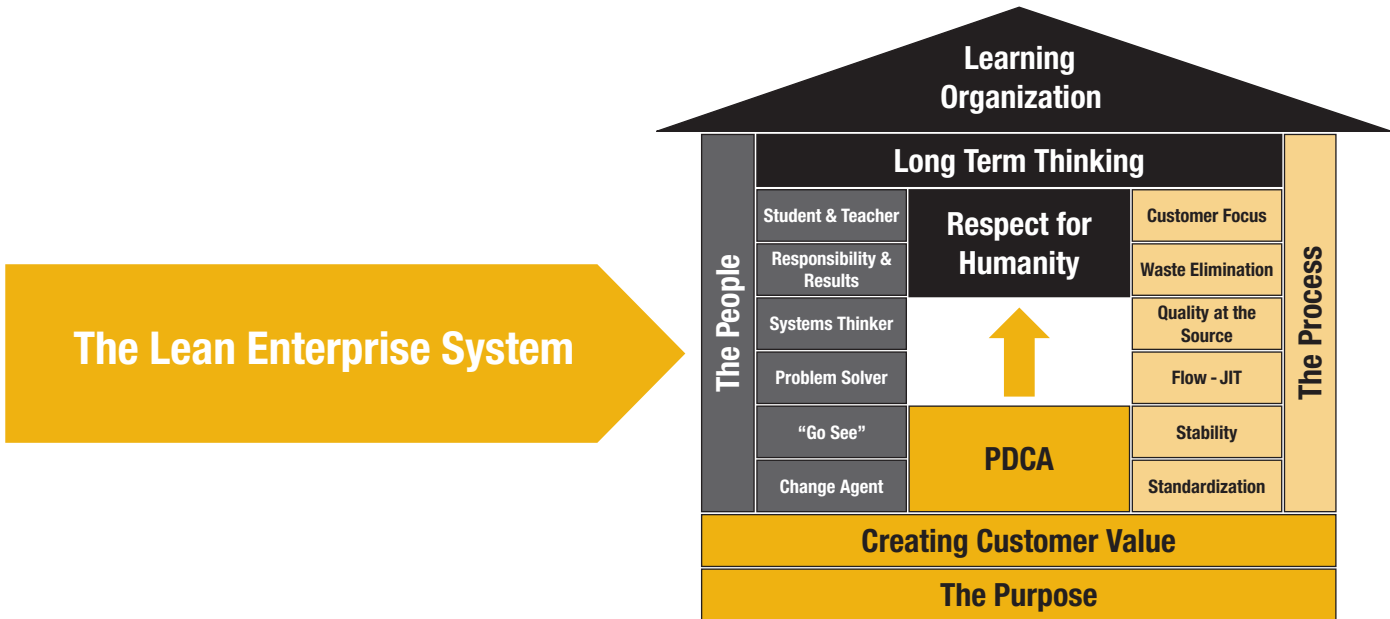 The Lean Enterprise System
Learning
Organization
Long Term Thinking
The People
Student & Teacher
Responsibility &
Results
Systems Thinker
Problem Solver
“Go See”
Change Agent
Respect for
Humanity
PDCA
Customer Focus
Waste Elimination
Quality at the
Source
Flow - JIT
Stability
Standardization
The Process
Creating Customer Value
The Purpose